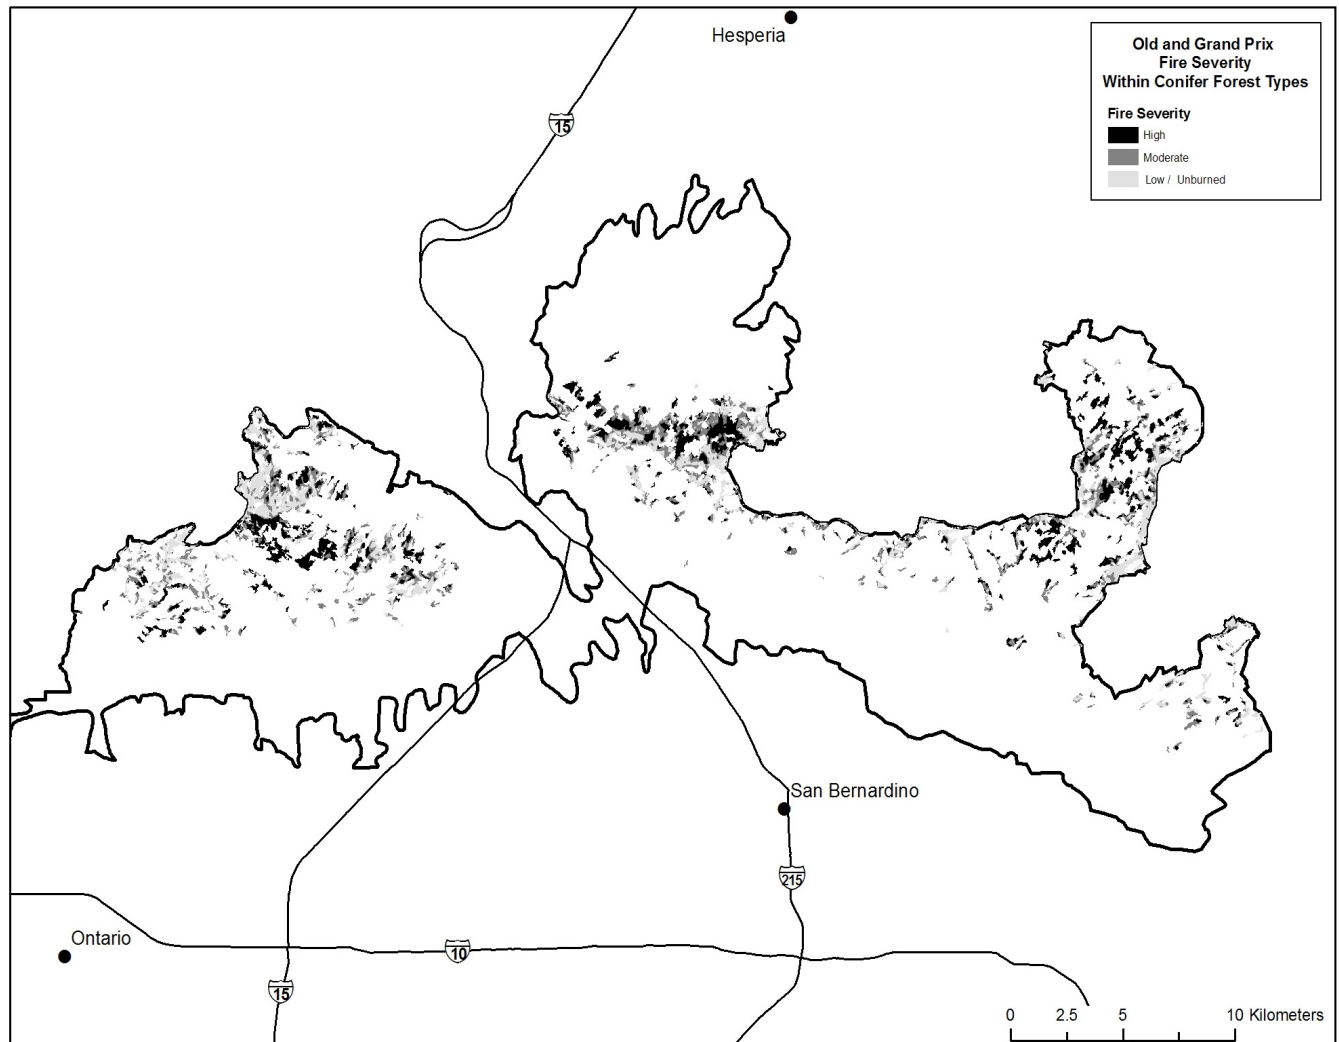 Hesperia
Old and Grand Prix
Fire Severity
Within Conifer Forest Types
Fire Severity
High
Moderate
Low / Unburned
15
San Bernardino
215
Ontario
10
15
0 2.5 5 10 Kilometers